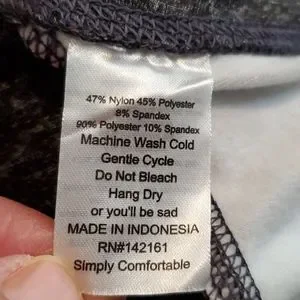 47% Nylon 45% Polyester
8% Spandex
90% Polyester 10% Spandex
Machine Wash Cold
Gentle Cycle
Do Not Bleach
Hang Dry
or you'll be sad
MADE IN INDONESIA
RN#142161
Simply Comfortable